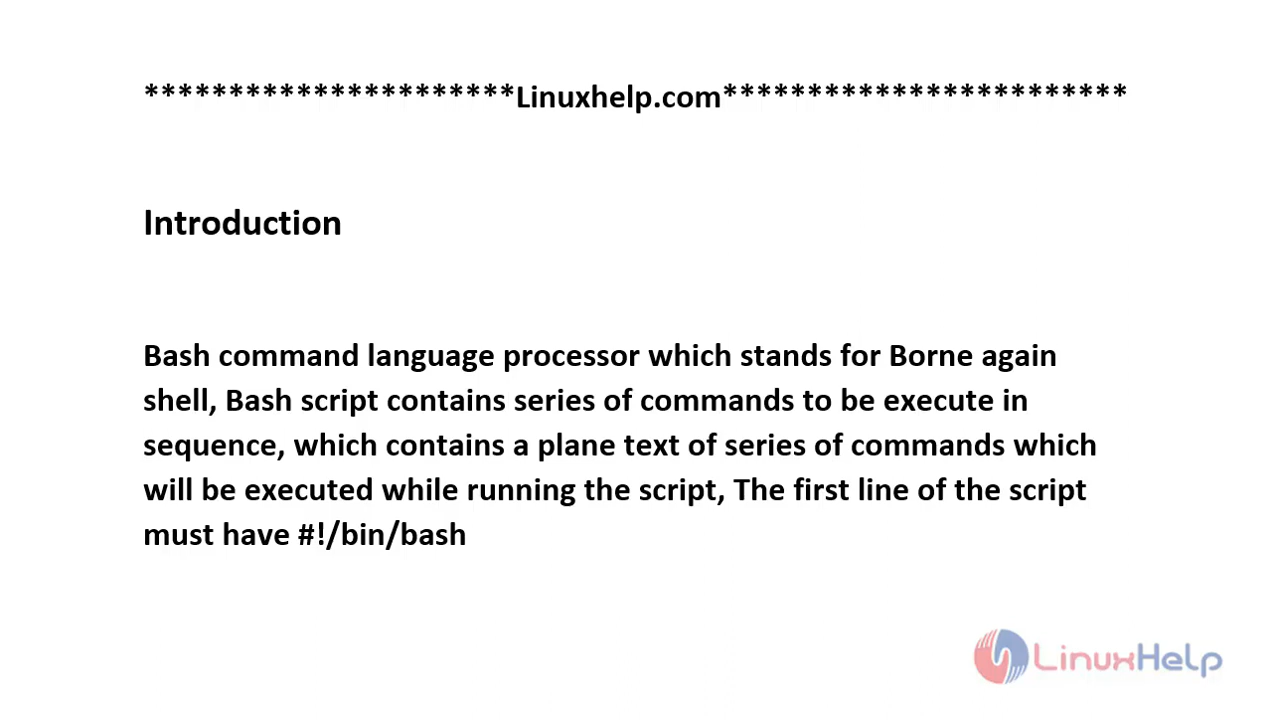 **********************Linuxhelp.com************************
Introduction
Bash command language processor which stands for Borne again
shell, Bash script contains series of commands to be execute in
sequence, which contains a plane text of series of commands which
will be executed while running the script, The first line of the script
must have #!/bin/bash
LinuxHelp